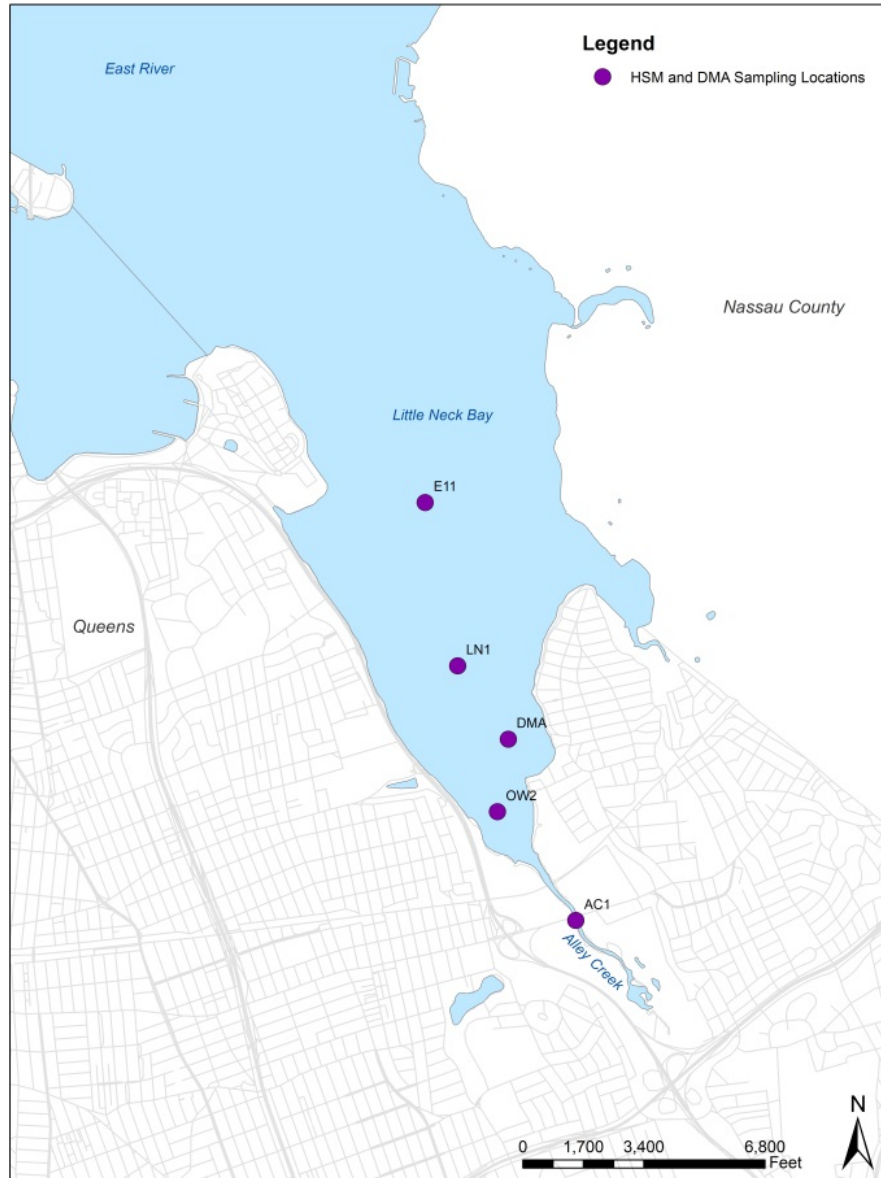 East River
Legend
HSM and DMA Sampling Locations
Nassau County
Little Neck Bay
E11
Queens
LN1
DMA
OW2
AC1
Alley Creek
N
0 1,700 3,400 6,800
Feet